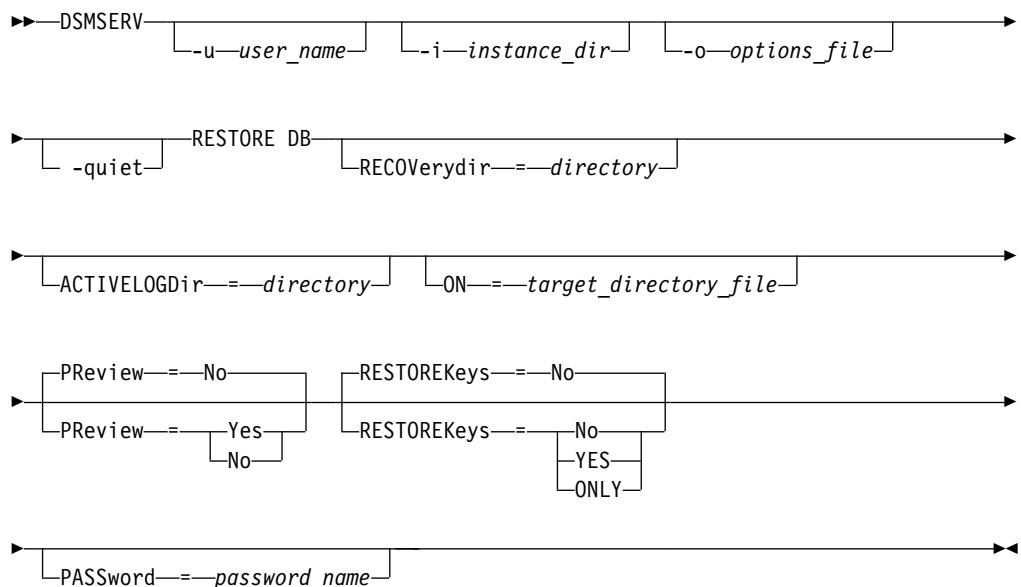 DSMSERV
-u user_name -i instance_dir -o options_file
-quiet RESTORE DB RECOVerydir = directory
ACTIVELOGDir = directory ON = target_directory_file
PReview = No RESTOREKeys = No
PReview = Yes RESTOREKeys = No
No YES
ONLY
PASSword = password_name